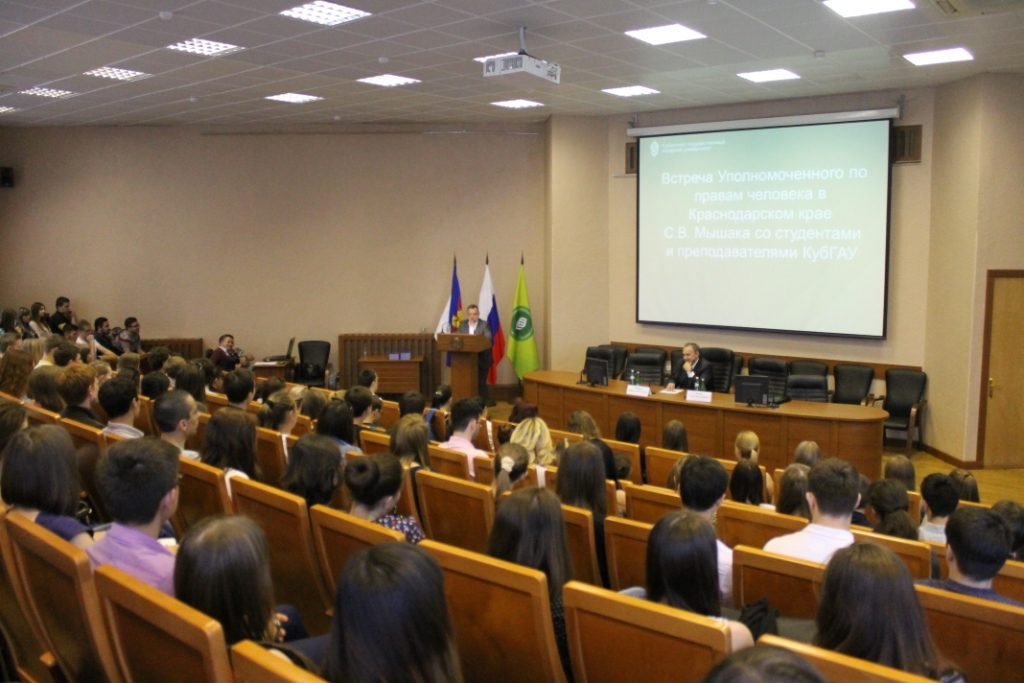 Встреча Уполномоченного по
правам человека в
Краснодарском крае
С.В. Мышака со студентами
и преподавателями КубГАУ